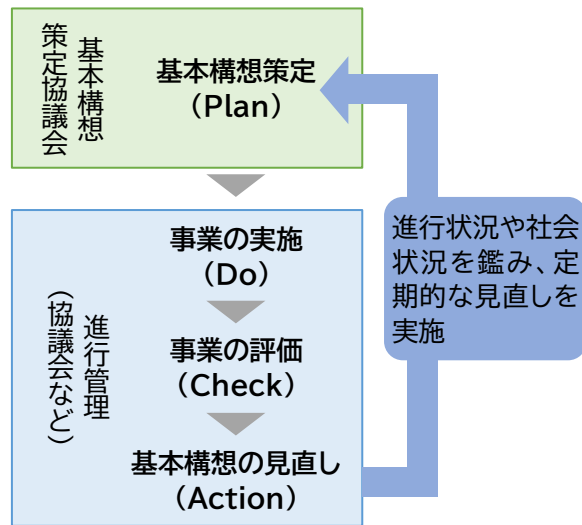 基本構想
策定協議会
基本構想策定
（Plan）
事業の実施
（Do）
事業の評価
（Check）
基本構想の見直し
（Action）
進行管理
（協議会など）
進行状況や社会
状況を鑑み、定
期的な見直しを
実施